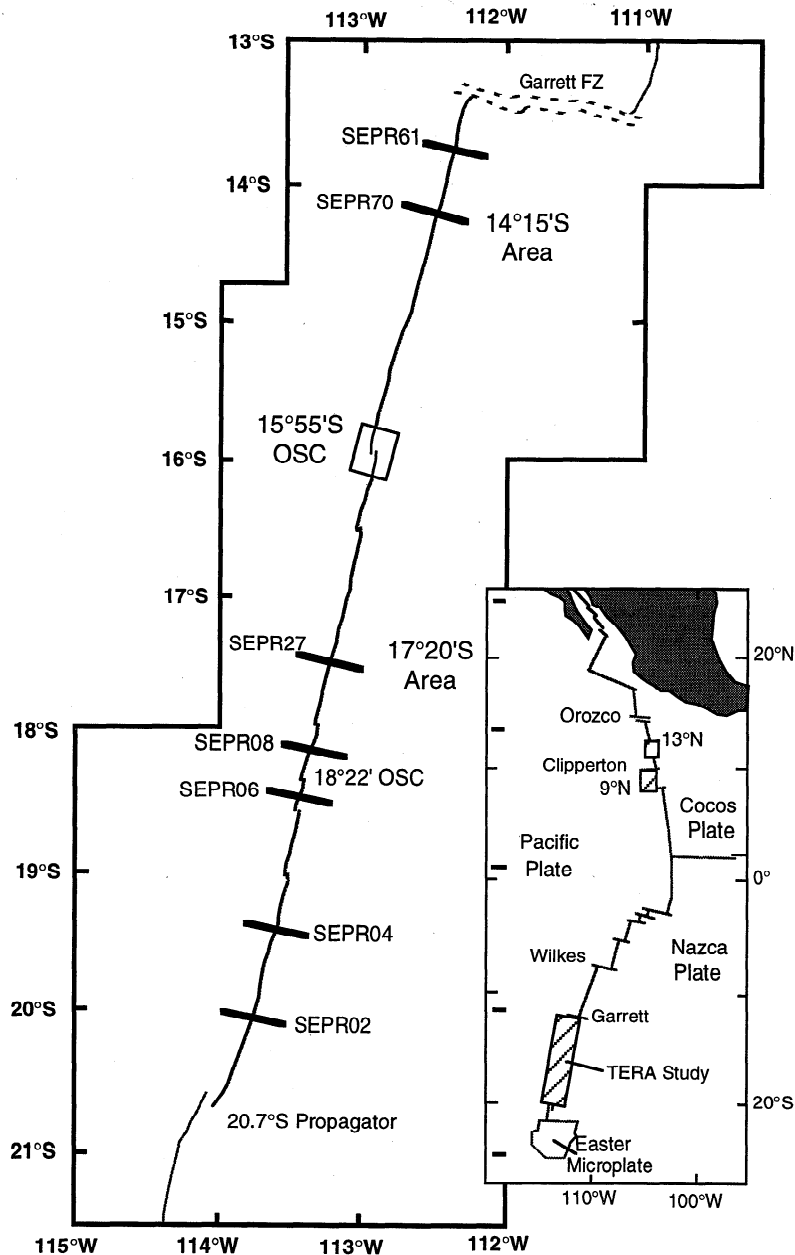 113°W 112°W 111°W
13°S
Garrett FZ
SEPR61
14°S
SEPR70
14°15'S
Area
15°S
15°55'S
OSC
16°S
17°S
SEPR27
17°20'S
Area
18°S
SEPR08
18°22' OSC
SEPR06
19°S
SEPR04
20°S
SEPR02
20.7°S Propagator
21°S
115°W 114°W 113°W 112°W
20°N
Orozco
13°N
Clipperton
9°N
Cocos
Plate
Pacific
Plate
0°
Wilkes
Nazca
Plate
Garrett
TERA Study
20°S
Easter
Microplate
110°W 100°W